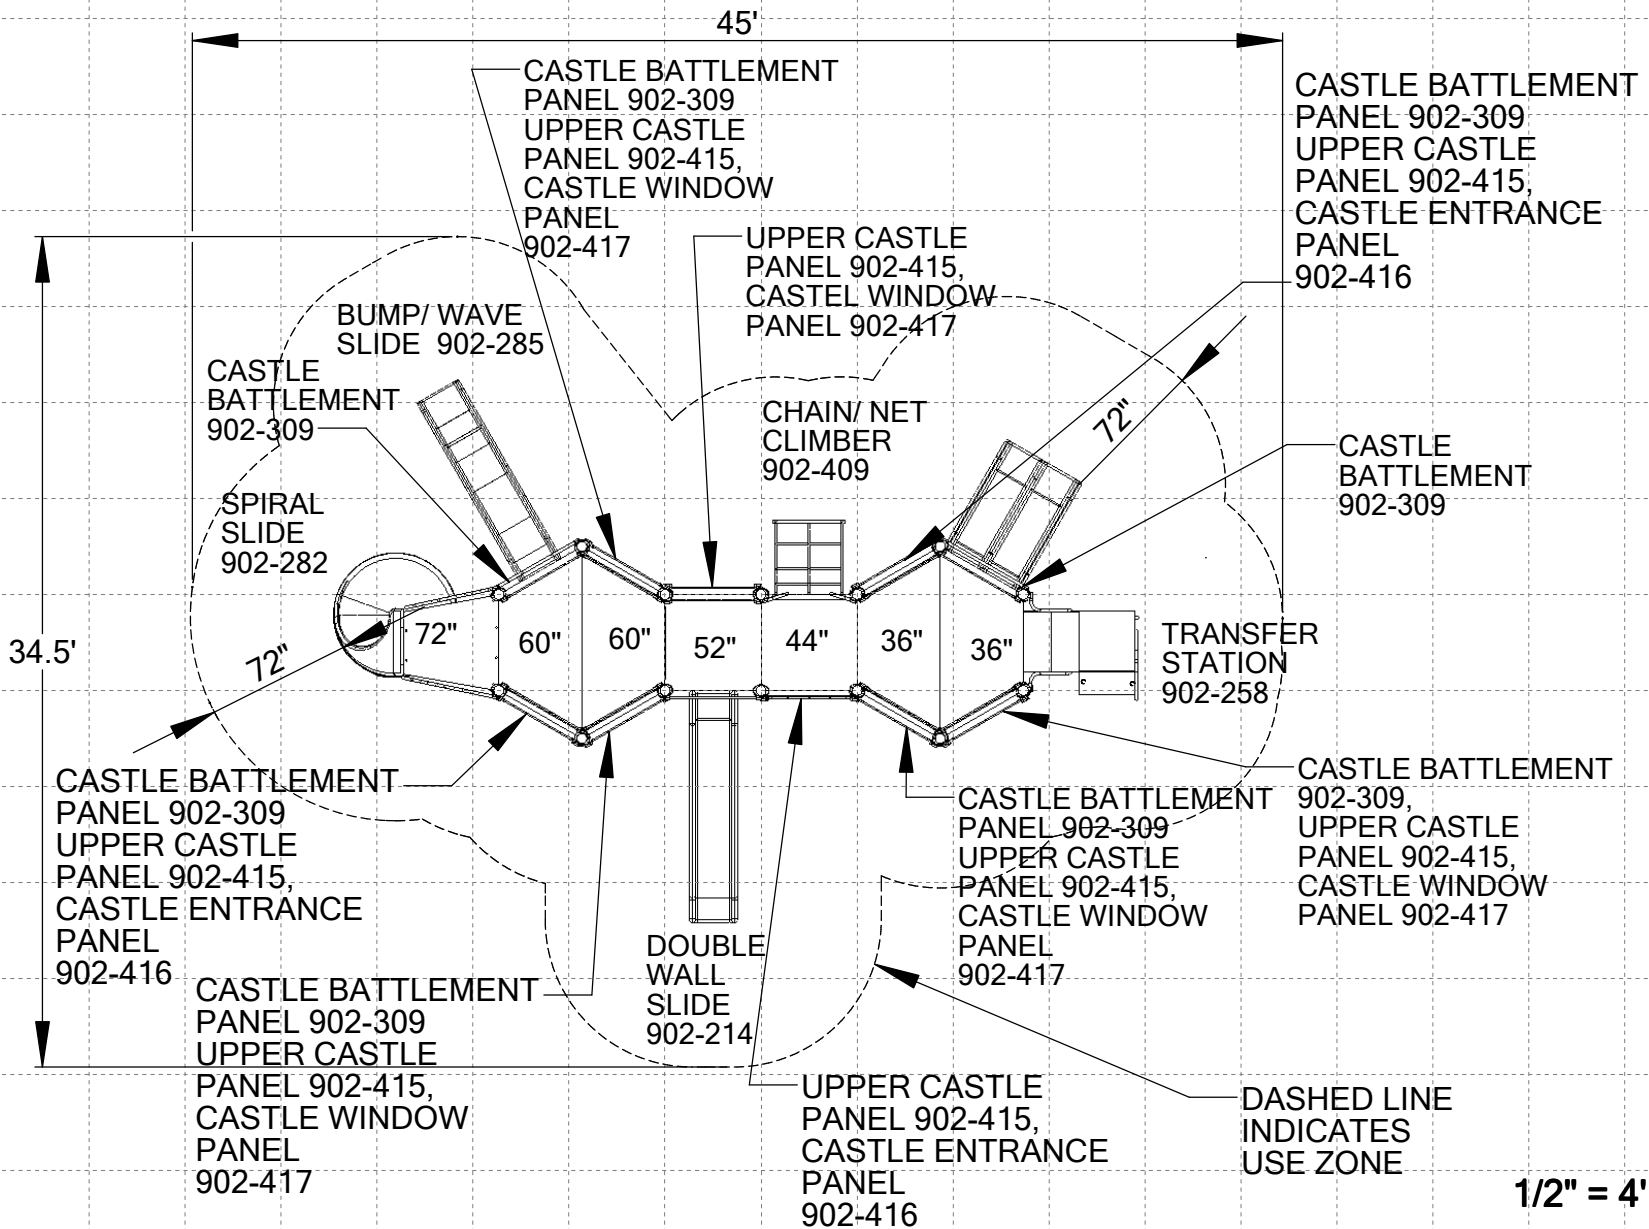 45'
CASTLE BATTLEMENT
PANEL 902-309
UPPER CASTLE
PANEL 902-415,
CASTLE WINDOW
PANEL
902-417
CASTLE BATTLEMENT
PANEL 902-309
UPPER CASTLE
PANEL 902-415,
CASTLE ENTRANCE
PANEL
902-416
UPPER CASTLE
PANEL 902-415,
CASTEL WINDOW
PANEL 902-417
BUMP/ WAVE
SLIDE 902-285
CASTLE
BATTLEMENT
902-309
CHAIN/ NET
CLIMBER
902-409
72"
CASTLE
BATTLEMENT
902-309
SPIRAL
SLIDE
902-282
34.5'
72"
72"
60"
60"
52"
44"
36"
36"
TRANSFER
STATION
902-258
CASTLE BATTLEMENT
PANEL 902-309
UPPER CASTLE
PANEL 902-415,
CASTLE ENTRANCE
PANEL
902-416
CASTLE BATTLEMENT
PANEL 902-309
UPPER CASTLE
PANEL 902-415,
CASTLE WINDOW
PANEL
902-417
CASTLE BATTLEMENT
902-309,
UPPER CASTLE
PANEL 902-415,
CASTLE WINDOW
PANEL 902-417
DOUBLE
WALL
SLIDE
902-214
CASTLE BATTLEMENT
PANEL 902-309
UPPER CASTLE
PANEL 902-415,
CASTLE WINDOW
PANEL
902-417
UPPER CASTLE
PANEL 902-415,
CASTLE ENTRANCE
PANEL
902-416
DASHED LINE
INDICATES
USE ZONE
1/2" = 4'